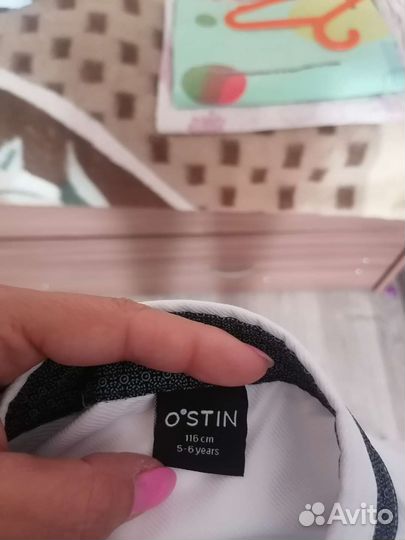 O'STIN
116 cm
5-6 years
Avito